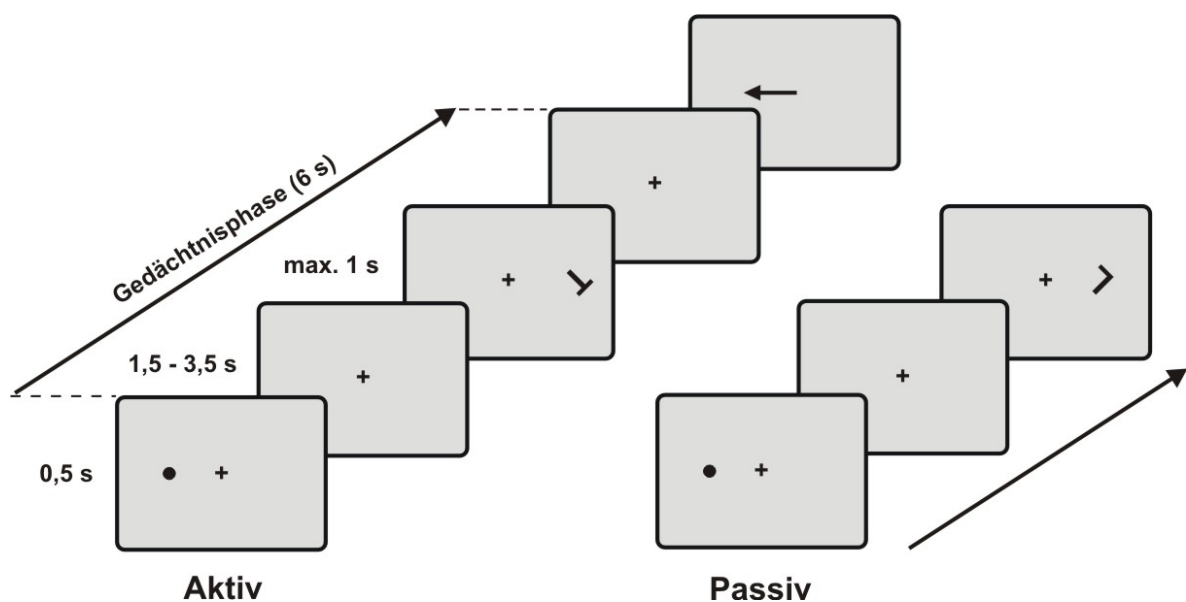 Gedächtnisphase (6 s)
max. 1 s
1,5 - 3,5 s
0,5 s
Aktiv
Passiv